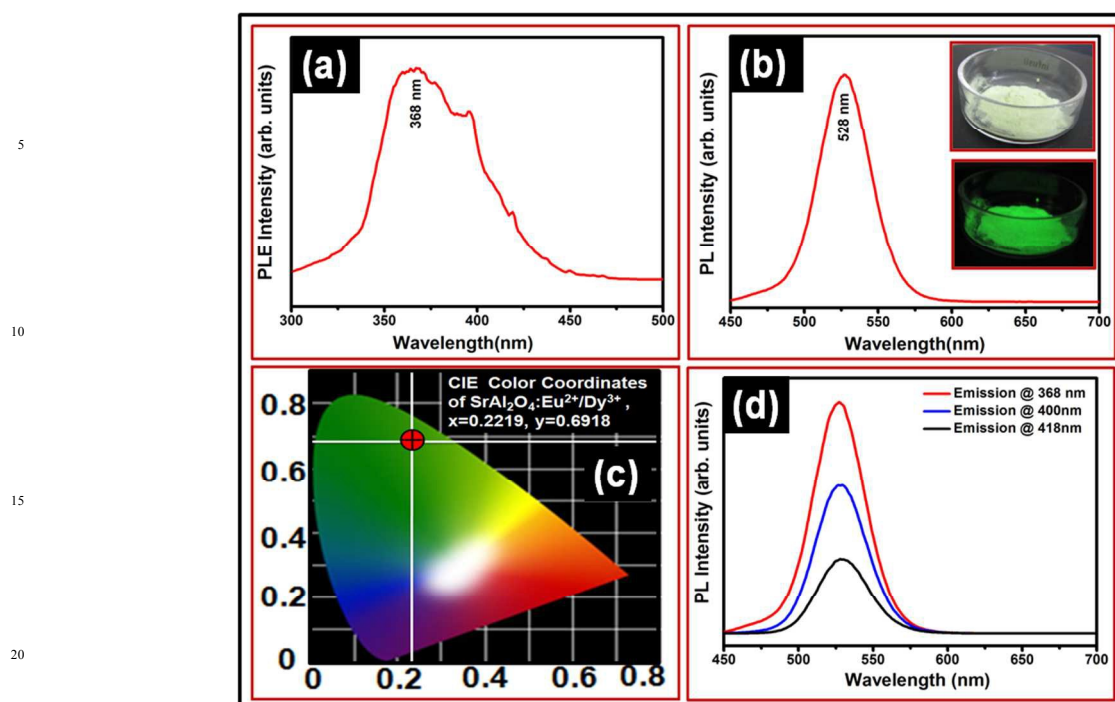 5
10
15
20
(a)
368 nm
PLE Intensity (arb. units)
300 350 400 450 500
Wavelength(nm)
(b)
528 nm
PL Intensity (arb. units)
450 500 550 600 650 700
Wavelength(nm)
CIE Color Coordinates
of SrAl₂O₄:Eu²⁺/Dy³⁺ ,
x=0.2219, y=0.6918
(c)
0.8
0.6
0.4
0.2
0
0 0.2 0.4 0.6 0.8
(d)
Emission @ 368 nm
Emission @ 400nm
Emission @ 418nm
PL Intensity (arb. units)
450 500 550 600 650 700
Wavelength (nm)